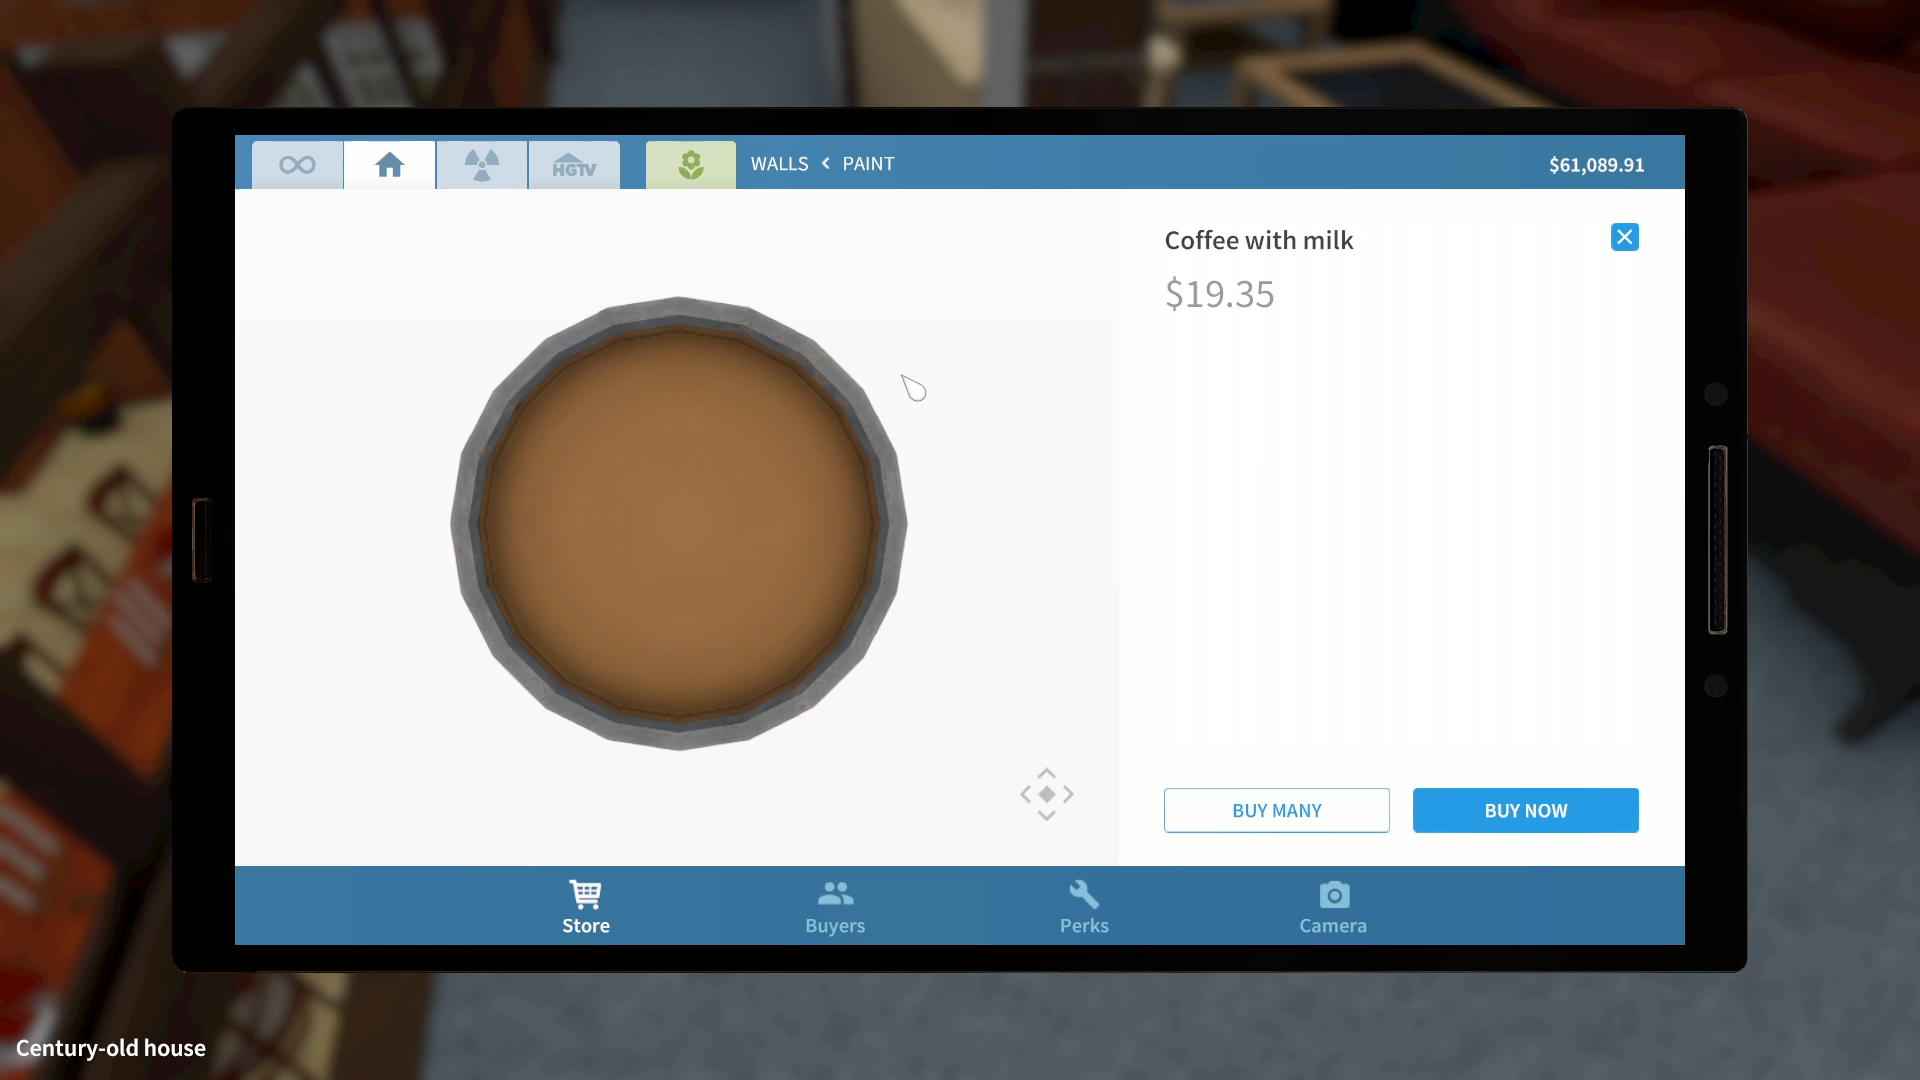 HGTV
WALLS < PAINT
$61,089.91
Coffee with milk
$19.35
BUY MANY
BUY NOW
Store
Buyers
Perks
Camera
Century-old house